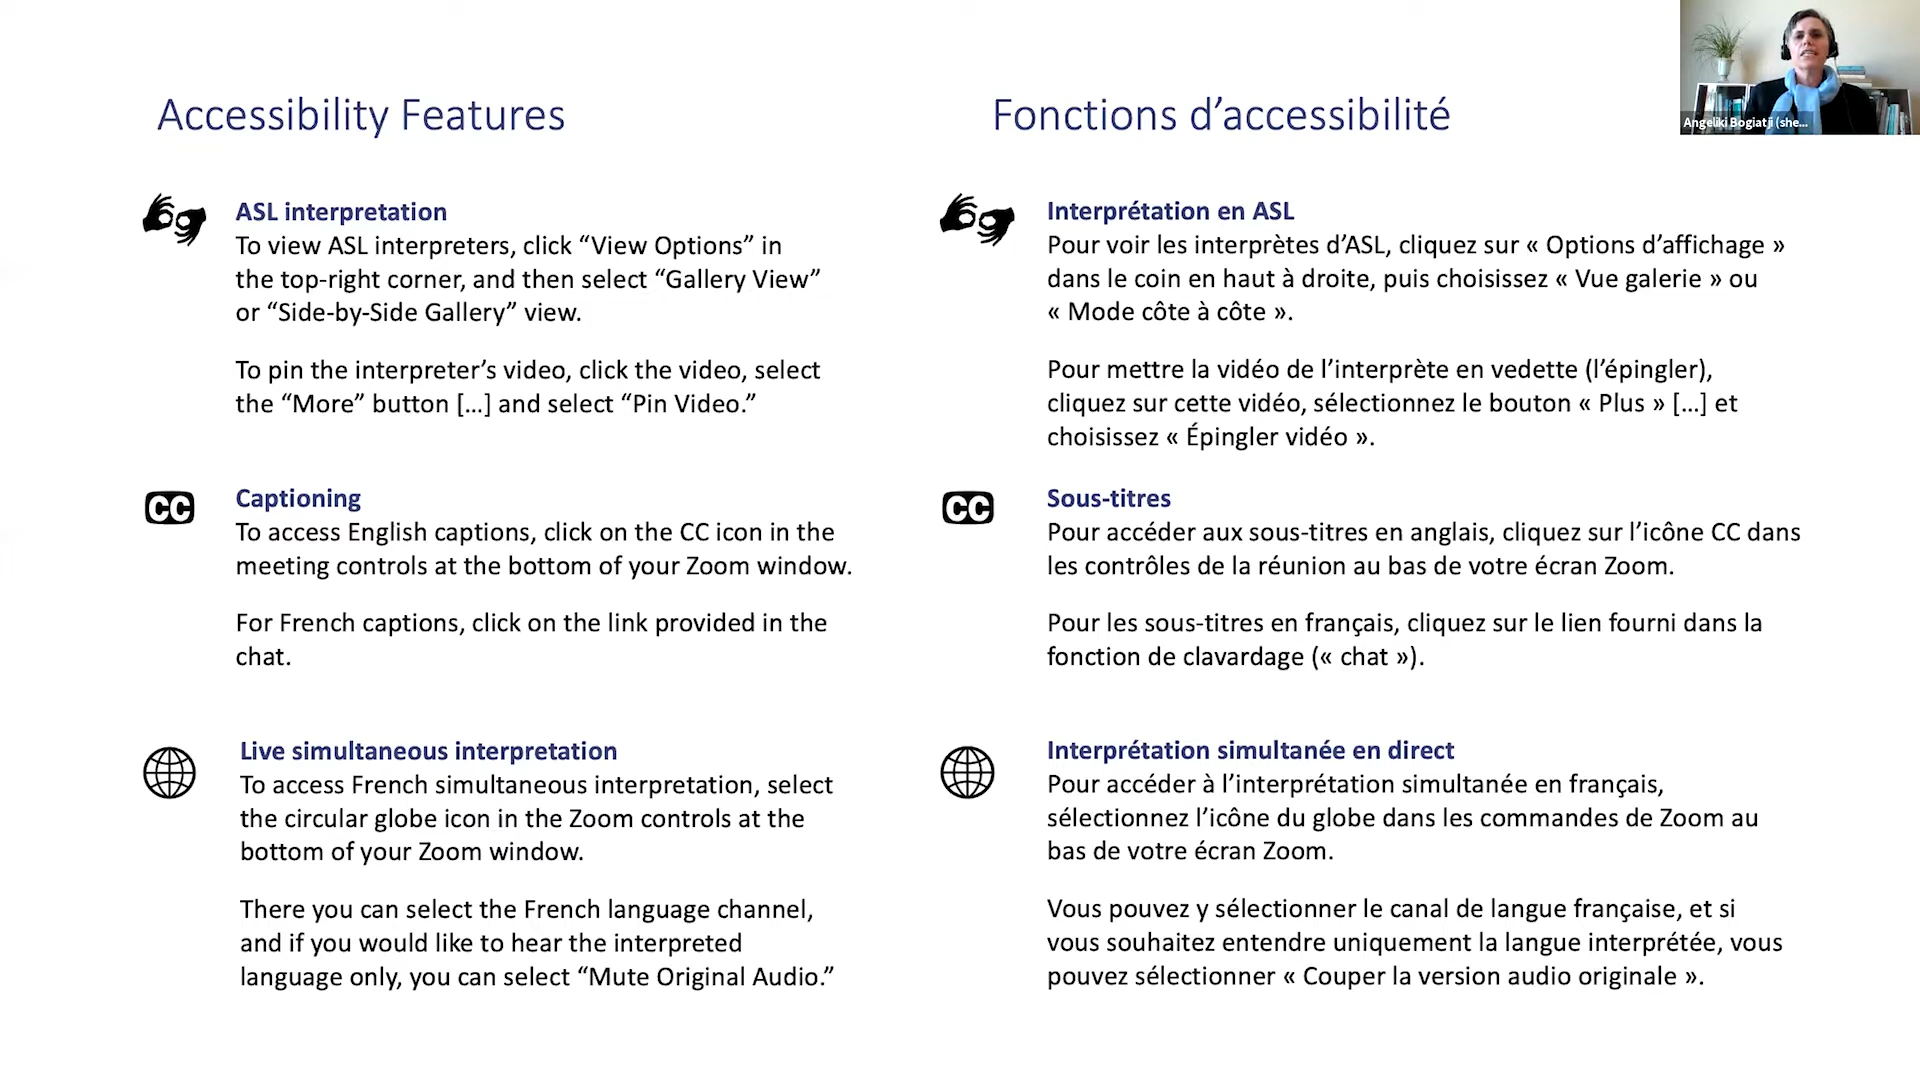 Accessibility Features
ASL interpretation
To view ASL interpreters, click “View Options” in
the top-right corner, and then select “Gallery View”
or “Side-by-Side Gallery” view.
To pin the interpreter’s video, click the video, select
the “More” button […] and select “Pin Video.”
CC
Captioning
To access English captions, click on the CC icon in the
meeting controls at the bottom of your Zoom window.
For French captions, click on the link provided in the
chat.
Live simultaneous interpretation
To access French simultaneous interpretation, select
the circular globe icon in the Zoom controls at the
bottom of your Zoom window.
There you can select the French language channel,
and if you would like to hear the interpreted
language only, you can select “Mute Original Audio.”
Fonctions d’accessibilité
Interprétation en ASL
Pour voir les interprètes d’ASL, cliquez sur « Options d’affichage »
dans le coin en haut à droite, puis choisissez « Vue galerie » ou
« Mode côte à côte ».
Pour mettre la vidéo de l’interprète en vedette (l’épingler),
cliquez sur cette vidéo, sélectionnez le bouton « Plus » […] et
choisissez « Épingler vidéo ».
CC
Sous-titres
Pour accéder aux sous-titres en anglais, cliquez sur l’icône CC dans
les contrôles de la réunion au bas de votre écran Zoom.
Pour les sous-titres en français, cliquez sur le lien fourni dans la
fonction de clavardage (« chat »).
Interprétation simultanée en direct
Pour accéder à l’interprétation simultanée en français,
sélectionnez l’icône du globe dans les commandes de Zoom au
bas de votre écran Zoom.
Vous pouvez y sélectionner le canal de langue française, et si
vous souhaitez entendre uniquement la langue interprétée, vous
pouvez sélectionner « Couper la version audio originale ».
Angeliki Bogiatji (she...